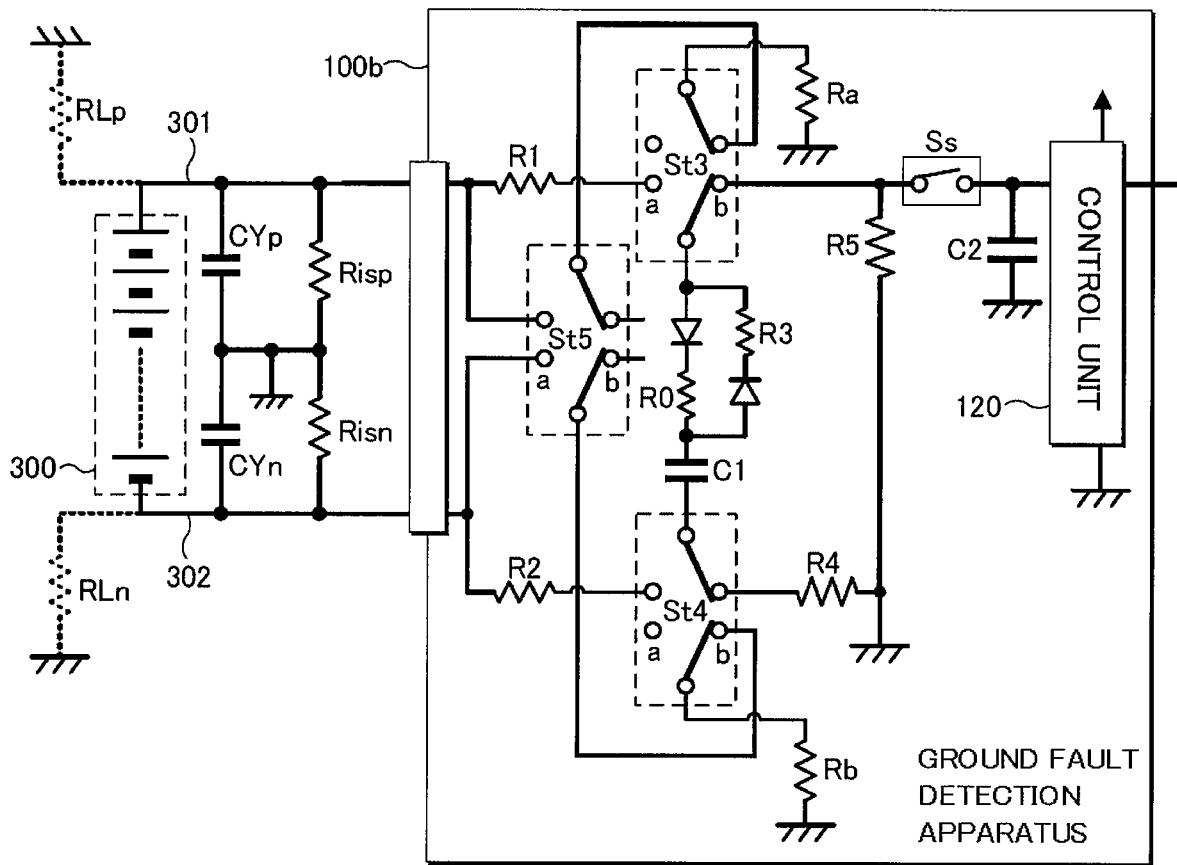 100b
RLp
301
Ra
R1
St3
a
b
Ss
CYp
Risp
St5
a
b
R3
R5
C2
CONTROL UNIT
R0
120
300
CYn
Risn
C1
302
RLn
R2
St4
a
b
R4
Rb
GROUND FAULT
DETECTION
APPARATUS